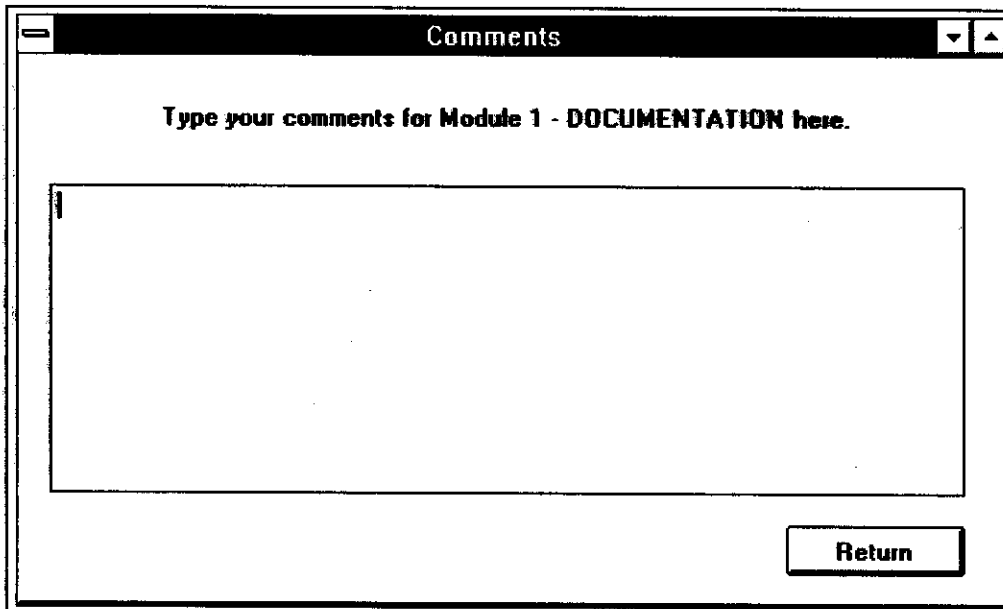 Comments
Type your comments for Module 1 - DOCUMENTATION here.
Return